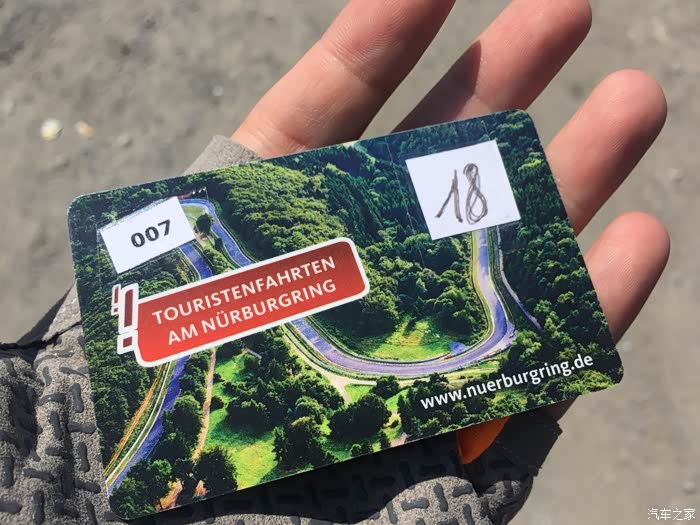 18
007
TOURISTENFAHRTEN
AM NÜRBURGRING
www.nuerburgring.de
汽车之家